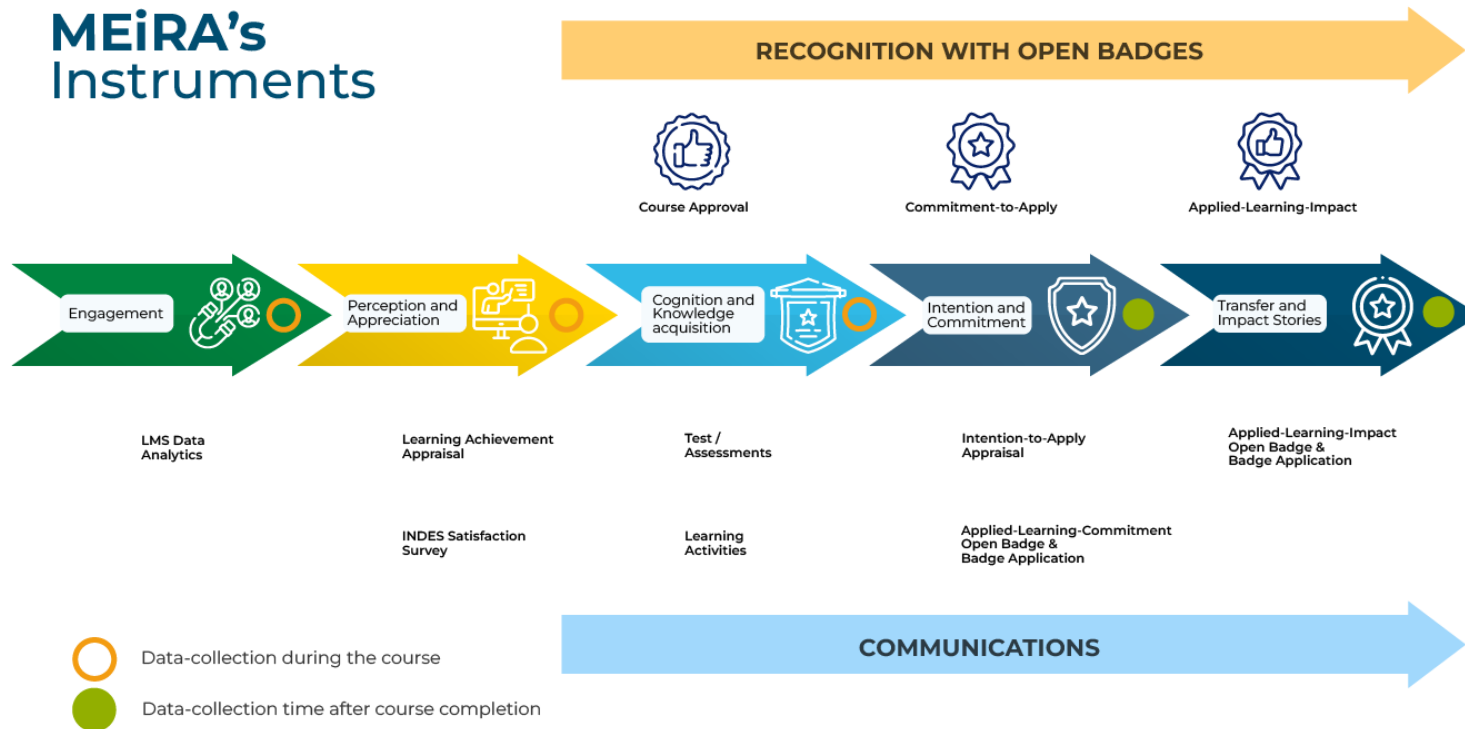 MEiRA's
Instruments
RECOGNITION WITH OPEN BADGES
Course Approval
Commitment-to-Apply
Applied-Learning-Impact
Engagement
Perception and
Appreciation
Cognition and
Knowledge
acquisition
Intention and
Commitment
Transfer and
Impact Stories
LMS Data
Analytics
Learning Achievement
Appraisal
Test /
Assessments
Intention-to-Apply
Appraisal
Applied-Learning-Impact
Open Badge &
Badge Application
INDES Satisfaction
Survey
Learning
Activities
Applied-Learning-Commitment
Open Badge &
Badge Application
COMMUNICATIONS
Data-collection during the course
Data-collection time after course completion